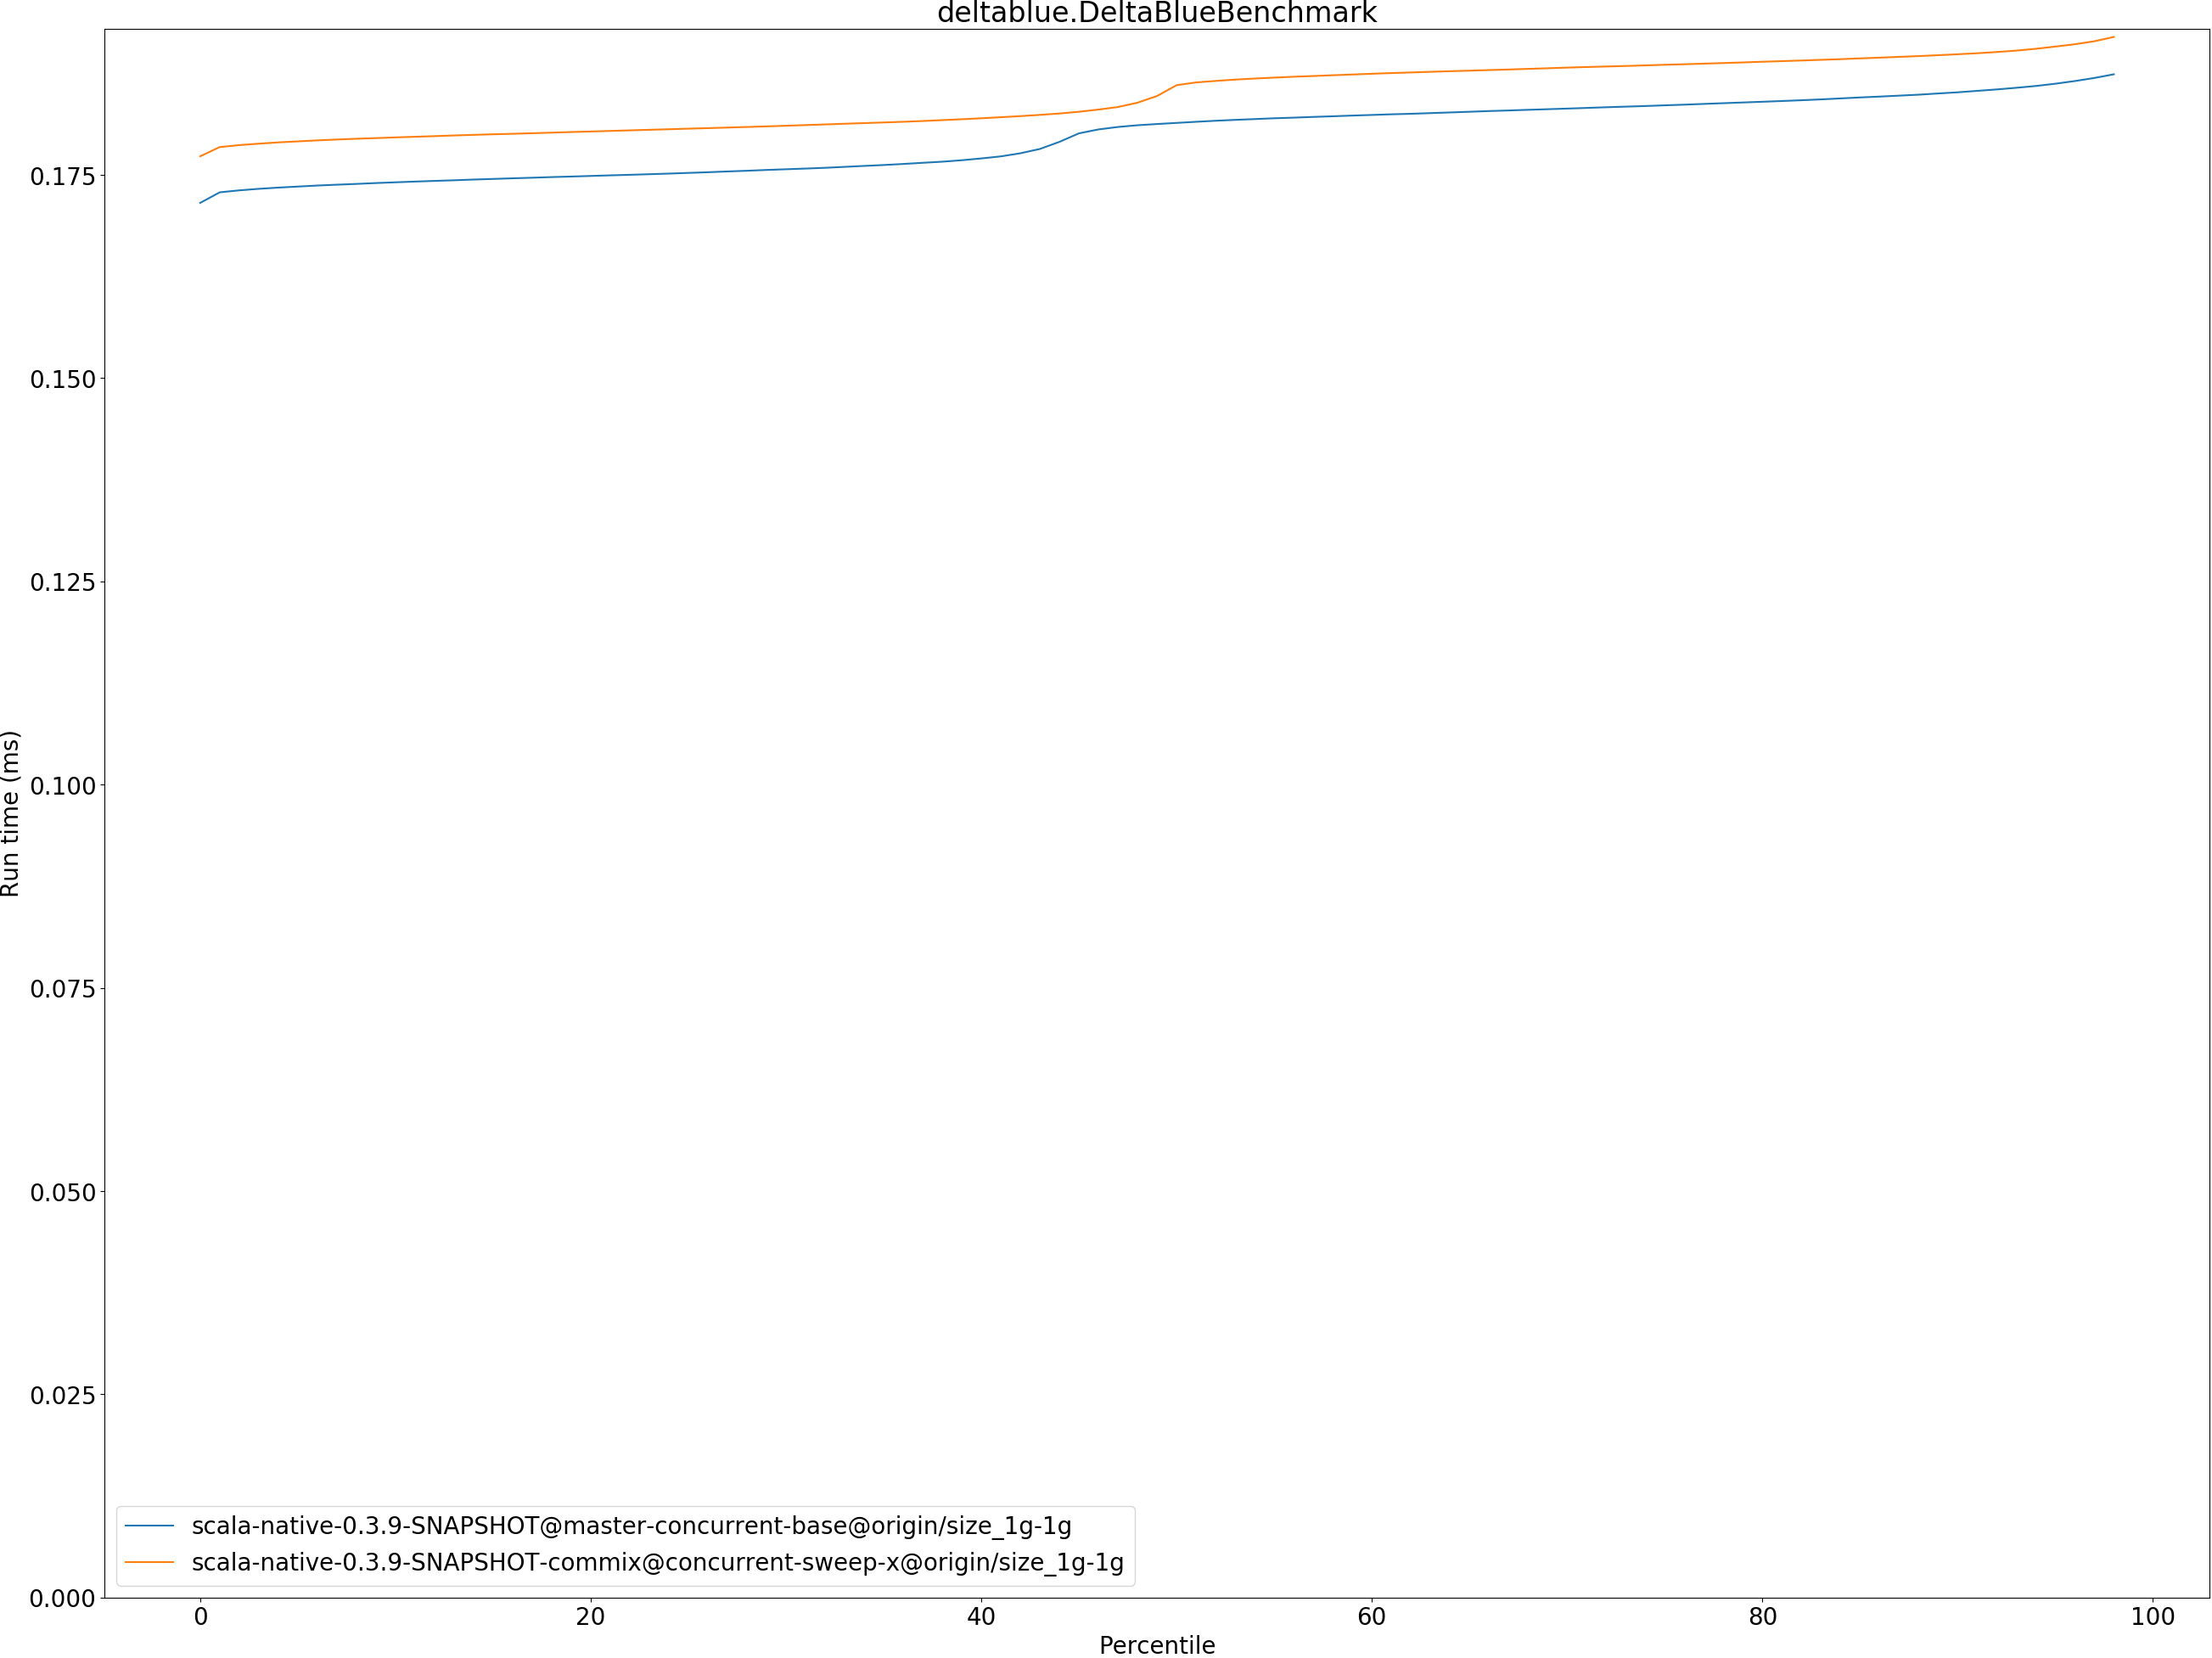 deltablue.DeltaBlueBenchmark
Run time (ms)
0.175
0.150
0.125
0.100
0.075
0.050
0.025
0.000
scala-native-0.3.9-SNAPSHOT@master-concurrent-base@origin/size_1g-1g
scala-native-0.3.9-SNAPSHOT-commix@concurrent-sweep-x@origin/size_1g-1g
0 20 40 60 80 100
Percentile